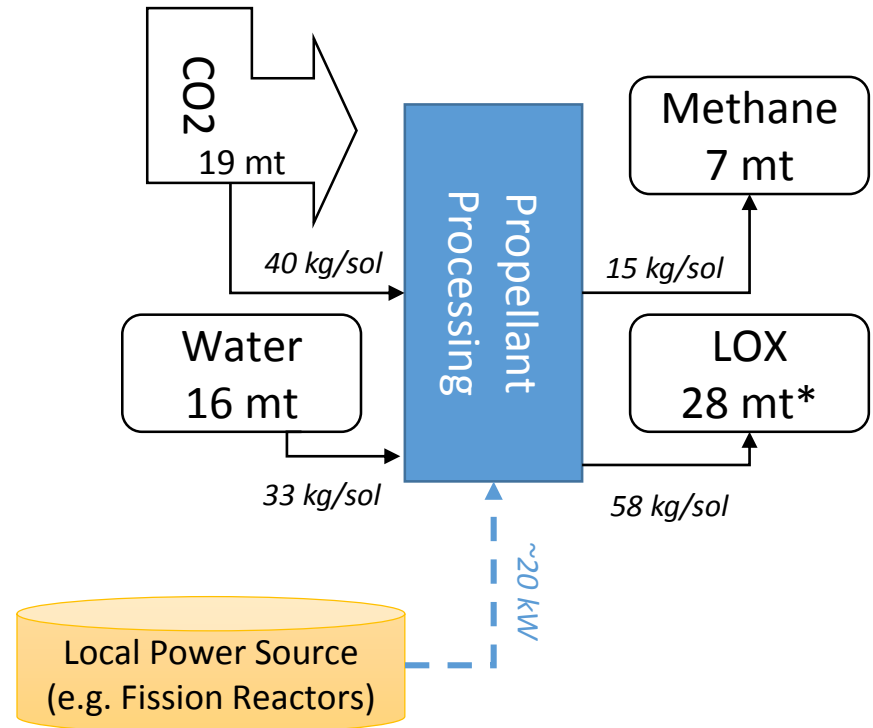 CO2
19 mt
40 kg/sol
Water
16 mt
33 kg/sol
Propellant
Processing
Methane
7 mt
15 kg/sol
LOX
28 mt*
58 kg/sol
~20 kW
Local Power Source
(e.g. Fission Reactors)